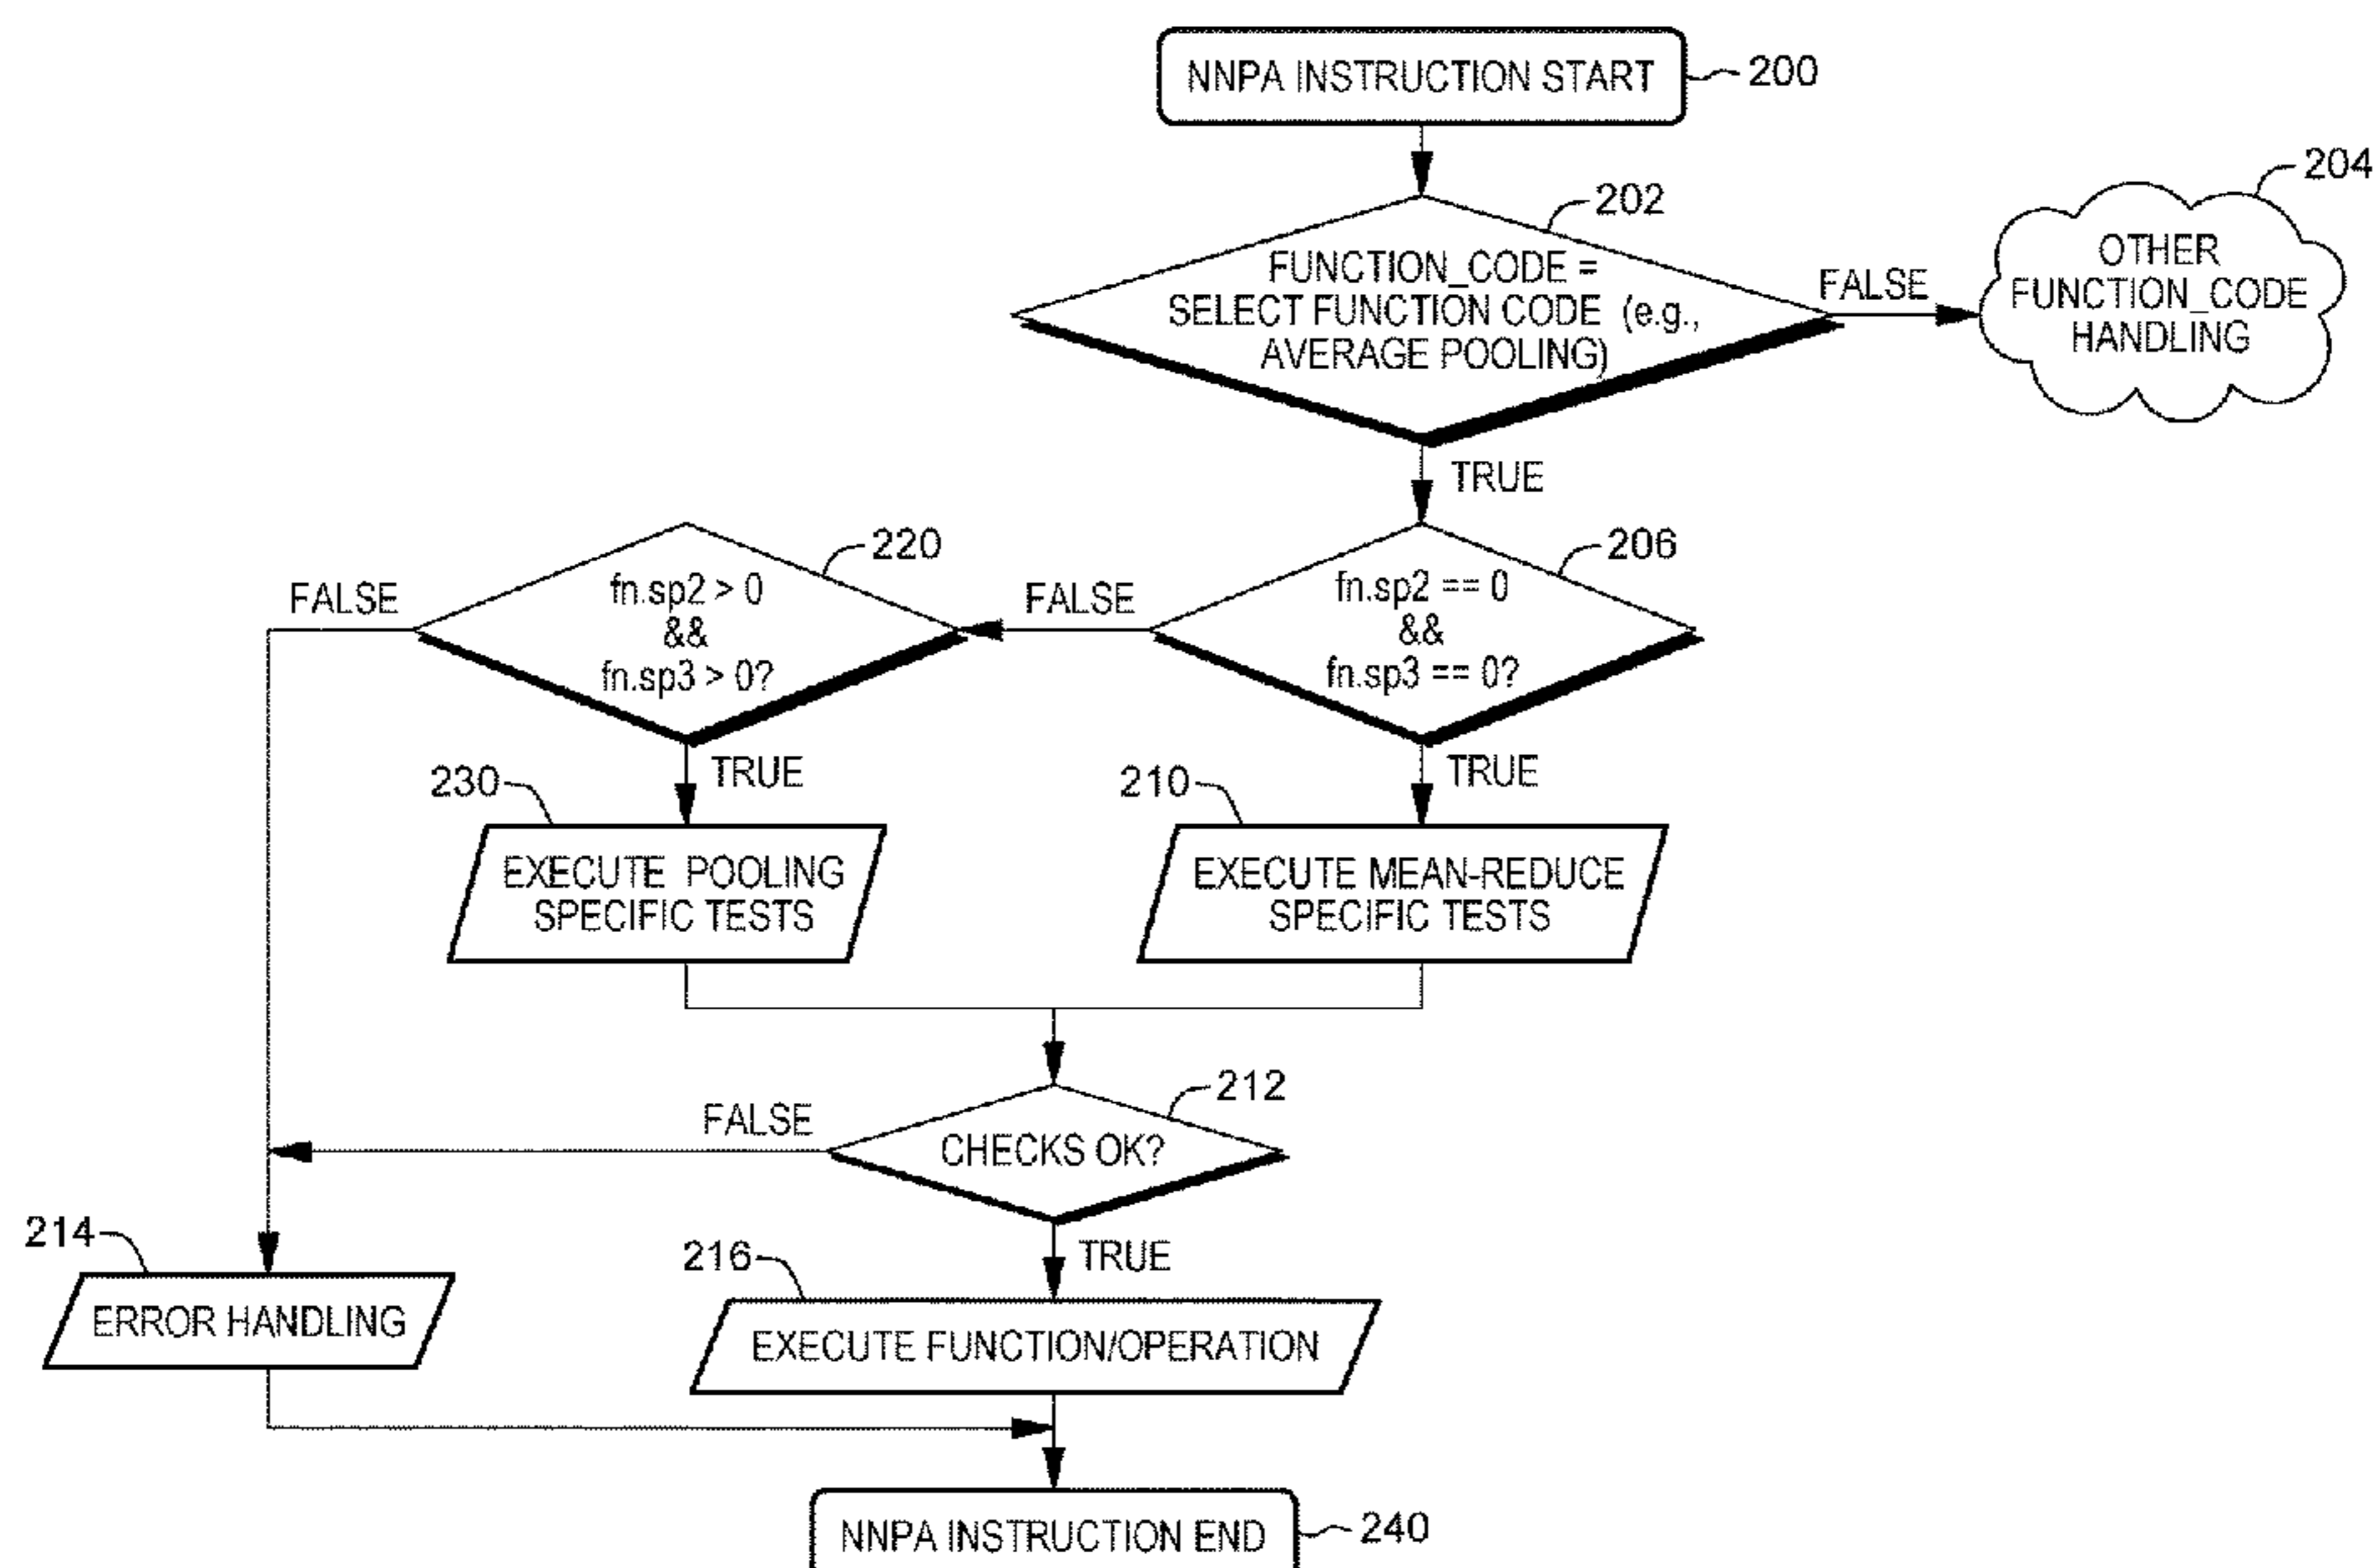 NNPA INSTRUCTION START
200
204
202
OTHER
FUNCTION_CODE
HANDLING
FUNCTION_CODE =
SELECT FUNCTION CODE (e.g.,
AVERAGE POOLING)
FALSE
TRUE
220
206
FALSE
fn.sp2 > 0
&&
fn.sp3 > 0?
FALSE
fn.sp2 == 0
&&
fn.sp3 == 0?
230
TRUE
210
TRUE
EXECUTE POOLING
SPECIFIC TESTS
EXECUTE MEAN-REDUCE
SPECIFIC TESTS
212
FALSE
CHECKS OK?
214
216
TRUE
ERROR HANDLING
EXECUTE FUNCTION/OPERATION
NNPA INSTRUCTION END
240